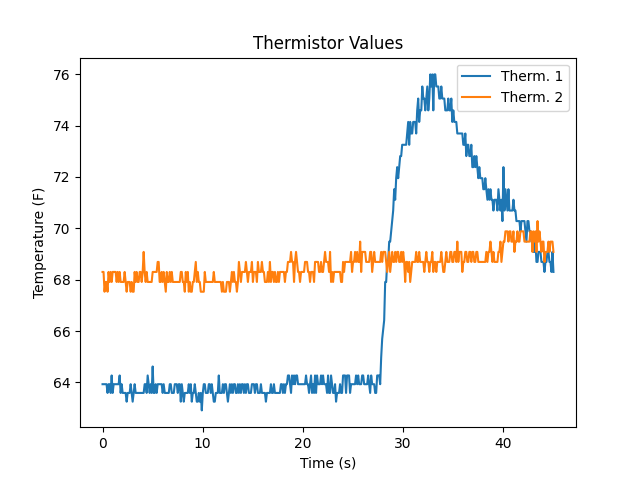 Thermistor Values
Therm. 1
Therm. 2
Temperature (F)
76
74
72
70
68
66
64
0
10
20
30
40
Time (s)